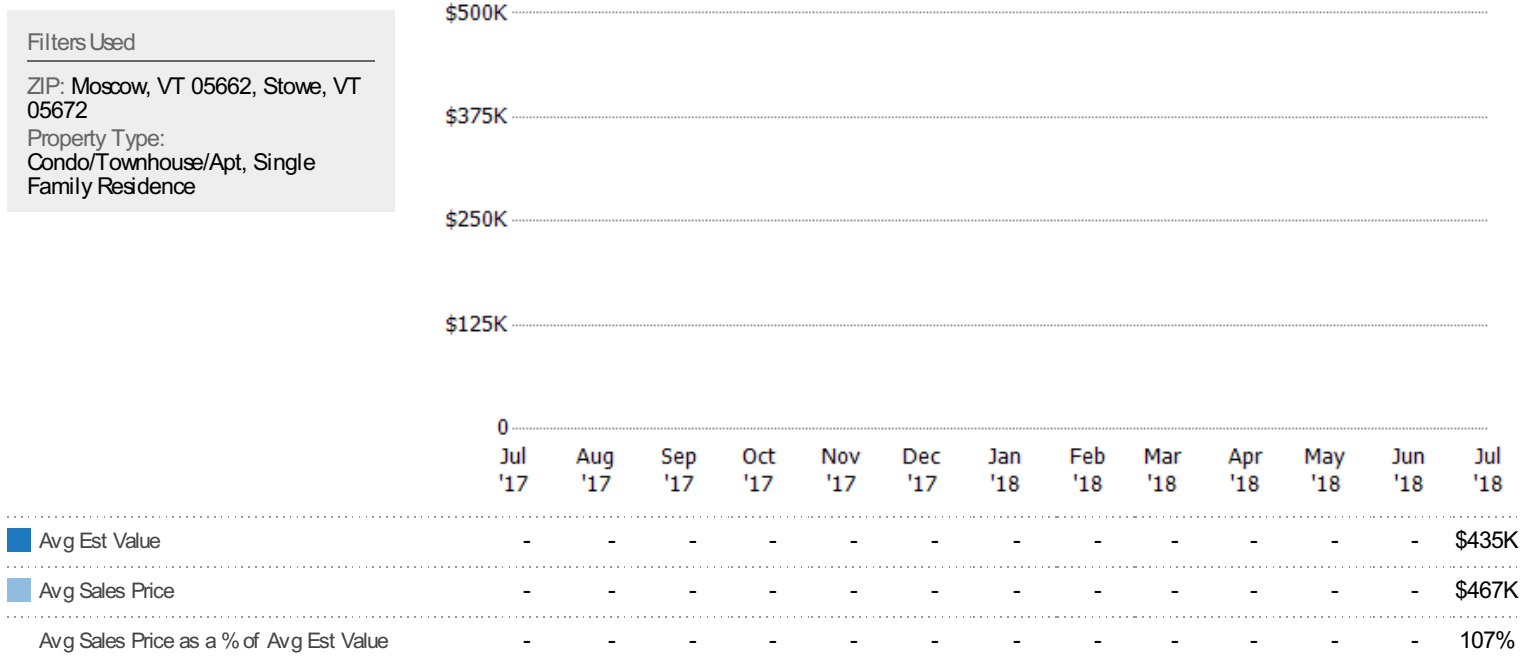 Filters Used
ZIP: Moscow, VT 05662, Stowe, VT
05672
Property Type:
Condo/Townhouse/Apt, Single
Family Residence
$500K
$375K
$250K
$125K
0
Jul Aug Sep Oct Nov Dec Jan Feb Mar Apr May Jun Jul
'17 '17 '17 '17 '17 '17 '18 '18 '18 '18 '18 '18 '18
Avg Est Value - - - - - - - - - - - - $435K
Avg Sales Price - - - - - - - - - - - - $467K
Avg Sales Price as a % of Avg Est Value - - - - - - - - - - - - 107%